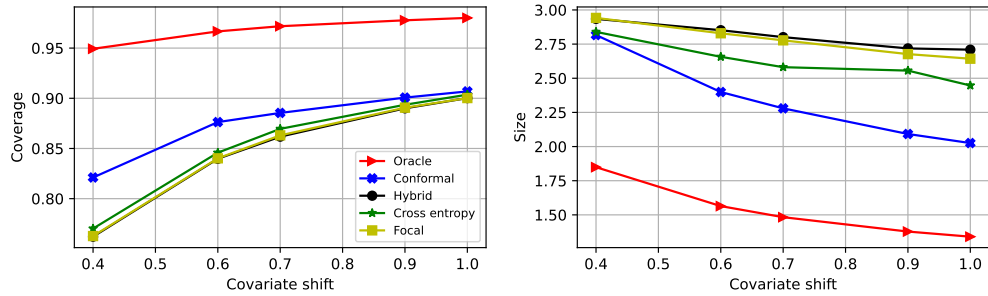 0.95
0.90
0.85
0.80
Coverage
0.4 0.5 0.6 0.7 0.8 0.9 1.0
Covariate shift
Oracle
Conformal
Hybrid
Cross entropy
Focal
3.00
2.75
2.50
2.25
2.00
1.75
1.50
Size
0.4 0.5 0.6 0.7 0.8 0.9 1.0
Covariate shift